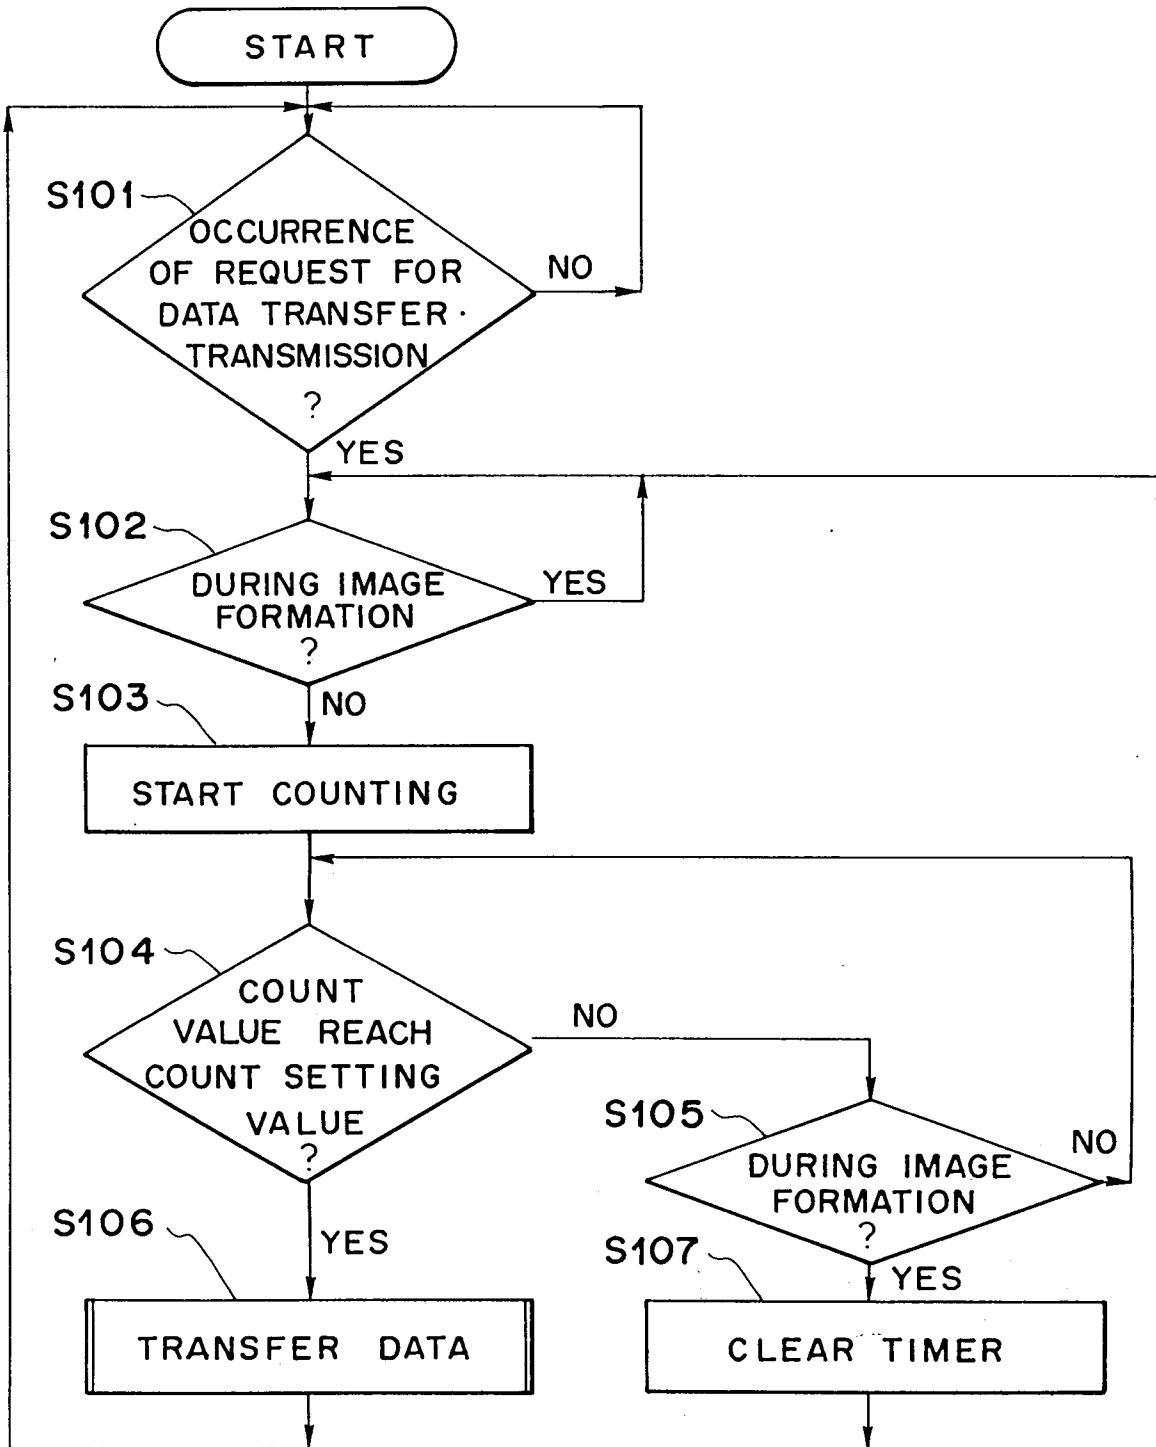 START
S101
OCCURRENCE
OF REQUEST FOR
DATA TRANSFER ·
TRANSMISSION
?
NO
YES
S102
DURING IMAGE
FORMATION
?
YES
NO
S103
START COUNTING
S104
COUNT
VALUE REACH
COUNT SETTING
VALUE
?
NO
S105
DURING IMAGE
FORMATION
?
NO
YES
S106
TRANSFER DATA
S107
YES
CLEAR TIMER